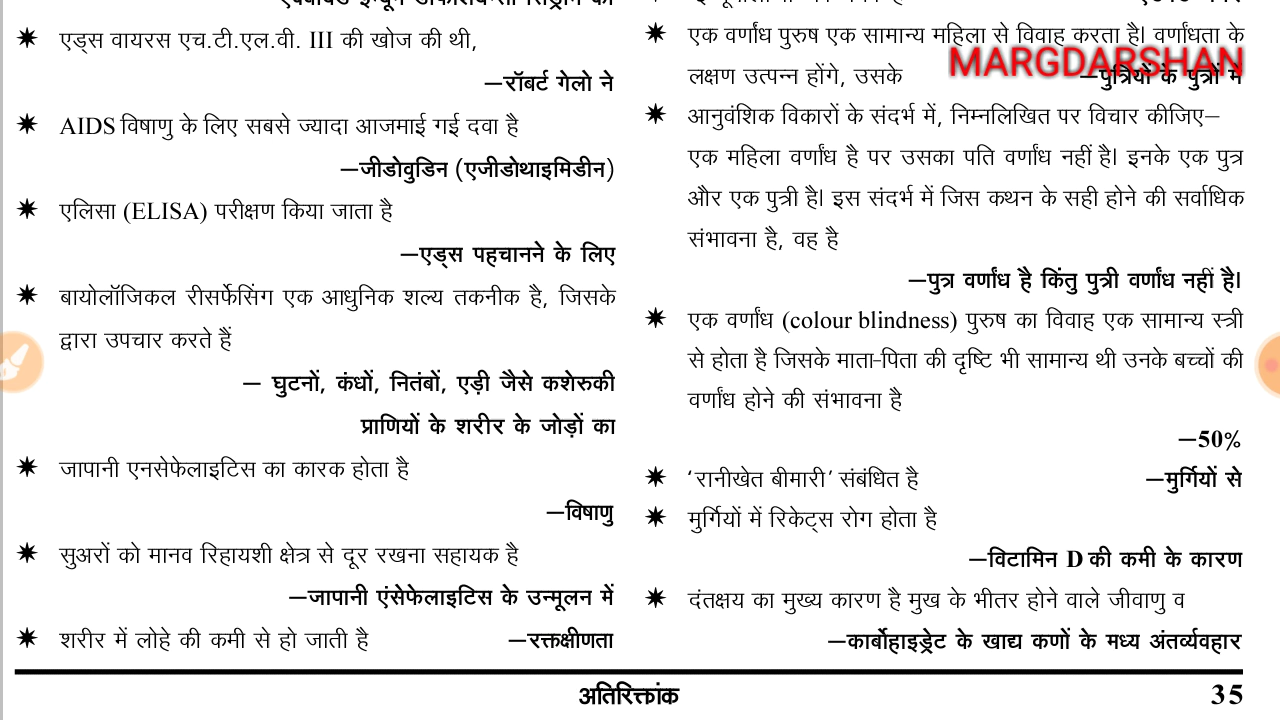 ✷ एड्स वायरस एच.टी.एल.वी. III की खोज की थी,
—रॉबर्ट गेलो ने
✷ AIDS विषाणु के लिए सबसे ज्यादा आजमाई गई दवा है
—जीडोवुडिन (एजीडोथाइमिडीन)
✷ एलिसा (ELISA) परीक्षण किया जाता है
—एड्स पहचानने के लिए
✷ बायोलॉजिकल रीसर्फेसिंग एक आधुनिक शल्य तकनीक है, जिसके
द्वारा उपचार करते हैं
— घुटनों, कंधों, नितंबों, एड़ी जैसे कशेरुकी
प्राणियों के शरीर के जोड़ों का
✷ जापानी एनसेफेलाइटिस का कारक होता है
—विषाणु
✷ सुअरों को मानव रिहायशी क्षेत्र से दूर रखना सहायक है
—जापानी एंसेफेलाइटिस के उन्मूलन में
✷ शरीर में लोहे की कमी से हो जाती है —रक्तक्षीणता
✷ एक वर्णांध पुरुष एक सामान्य महिला से विवाह करता है। वर्णांधता के
लक्षण उत्पन्न होंगे, उसके —पुत्रियों के पुत्रों में
MARGDARSHAN
✷ आनुवंशिक विकारों के संदर्भ में, निम्नलिखित पर विचार कीजिए–
एक महिला वर्णांध है पर उसका पति वर्णांध नहीं है। इनके एक पुत्र
और एक पुत्री है। इस संदर्भ में जिस कथन के सही होने की सर्वाधिक
संभावना है, वह है
—पुत्र वर्णांध है किंतु पुत्री वर्णांध नहीं है।
✷ एक वर्णांध (colour blindness) पुरुष का विवाह एक सामान्य स्त्री
से होता है जिसके माता-पिता की दृष्टि भी सामान्य थी उनके बच्चों की
वर्णांध होने की संभावना है
—50%
✷ ‘रानीखेत बीमारी’ संबंधित है —मुर्गियों से
✷ मुर्गियों में रिकेट्स रोग होता है
—विटामिन D की कमी के कारण
✷ दंतक्षय का मुख्य कारण है मुख के भीतर होने वाले जीवाणु व
—कार्बोहाइड्रेट के खाद्य कणों के मध्य अंतर्व्यवहार
अतिरिक्तांक
35